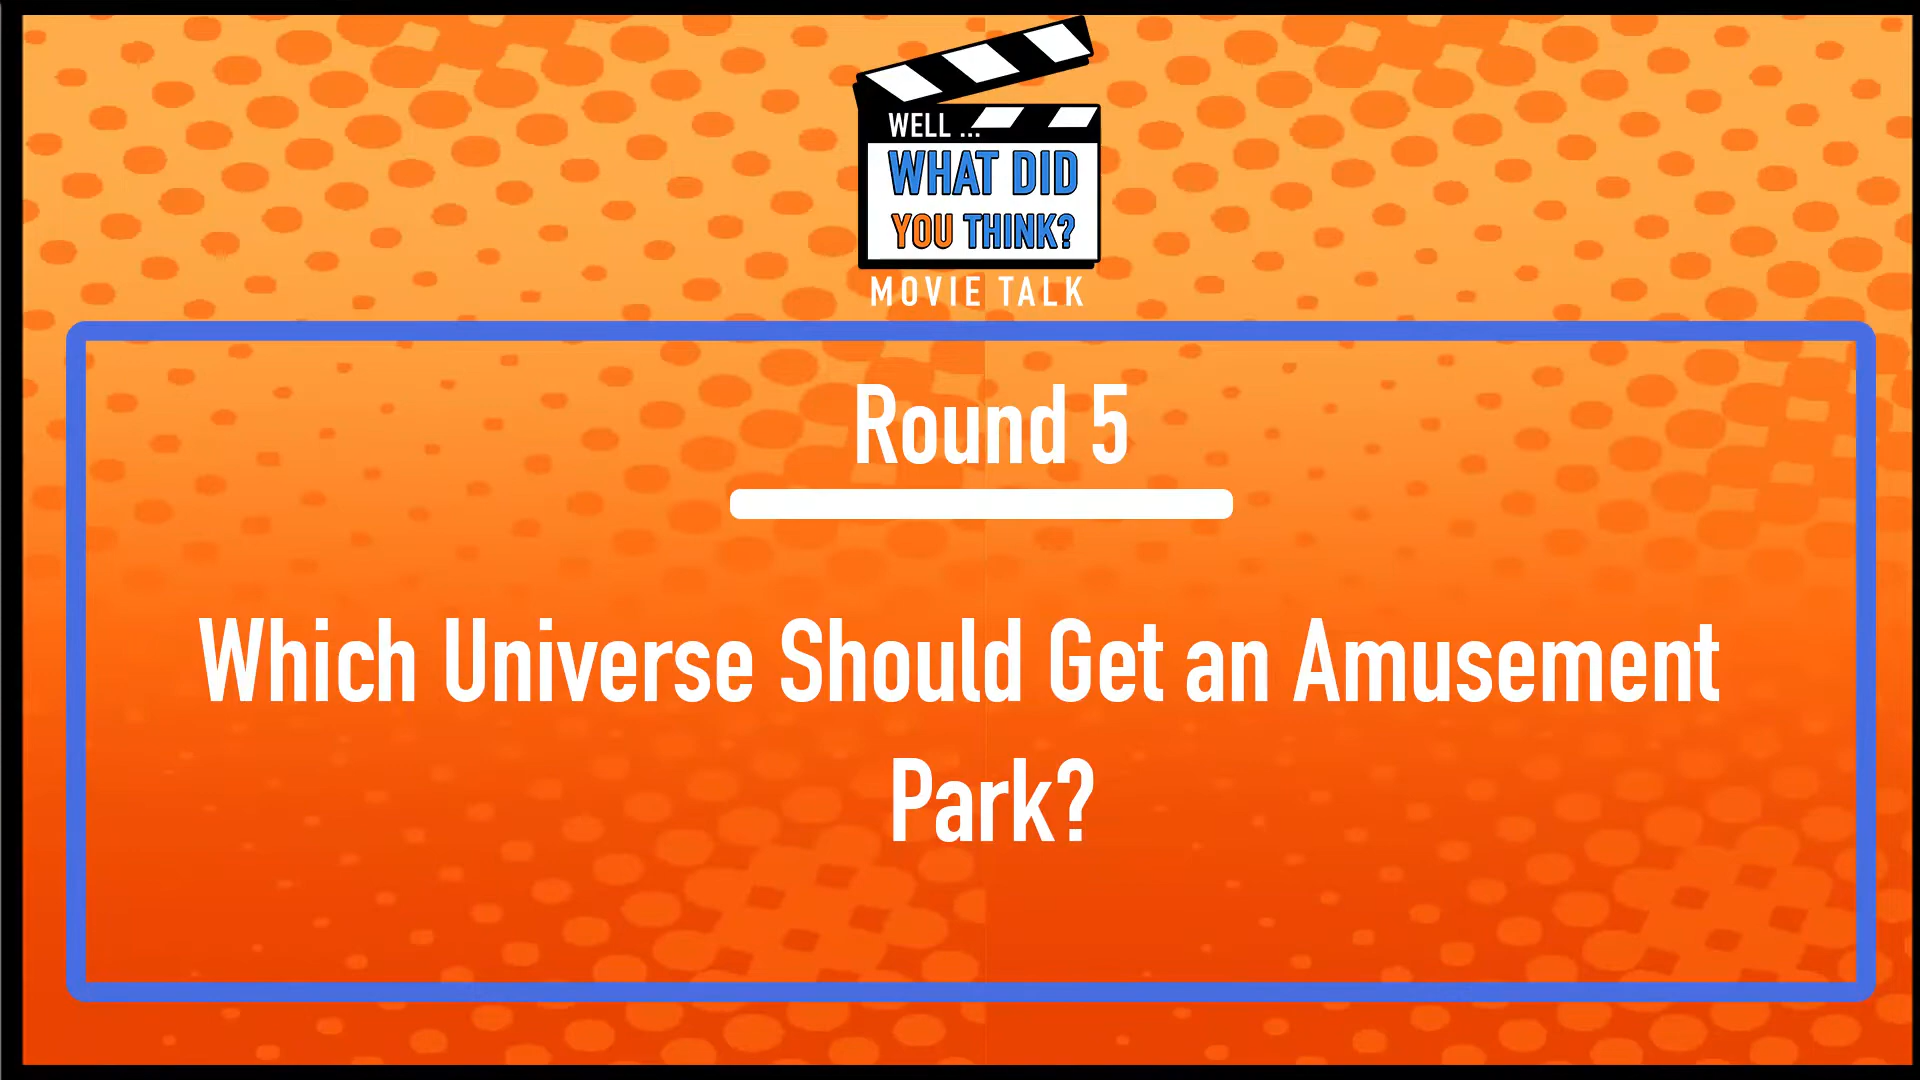 WELL ...
WHAT DID
YOU THINK?
MOVIE TALK
Round 5
Which Universe Should Get an Amusement
Park?